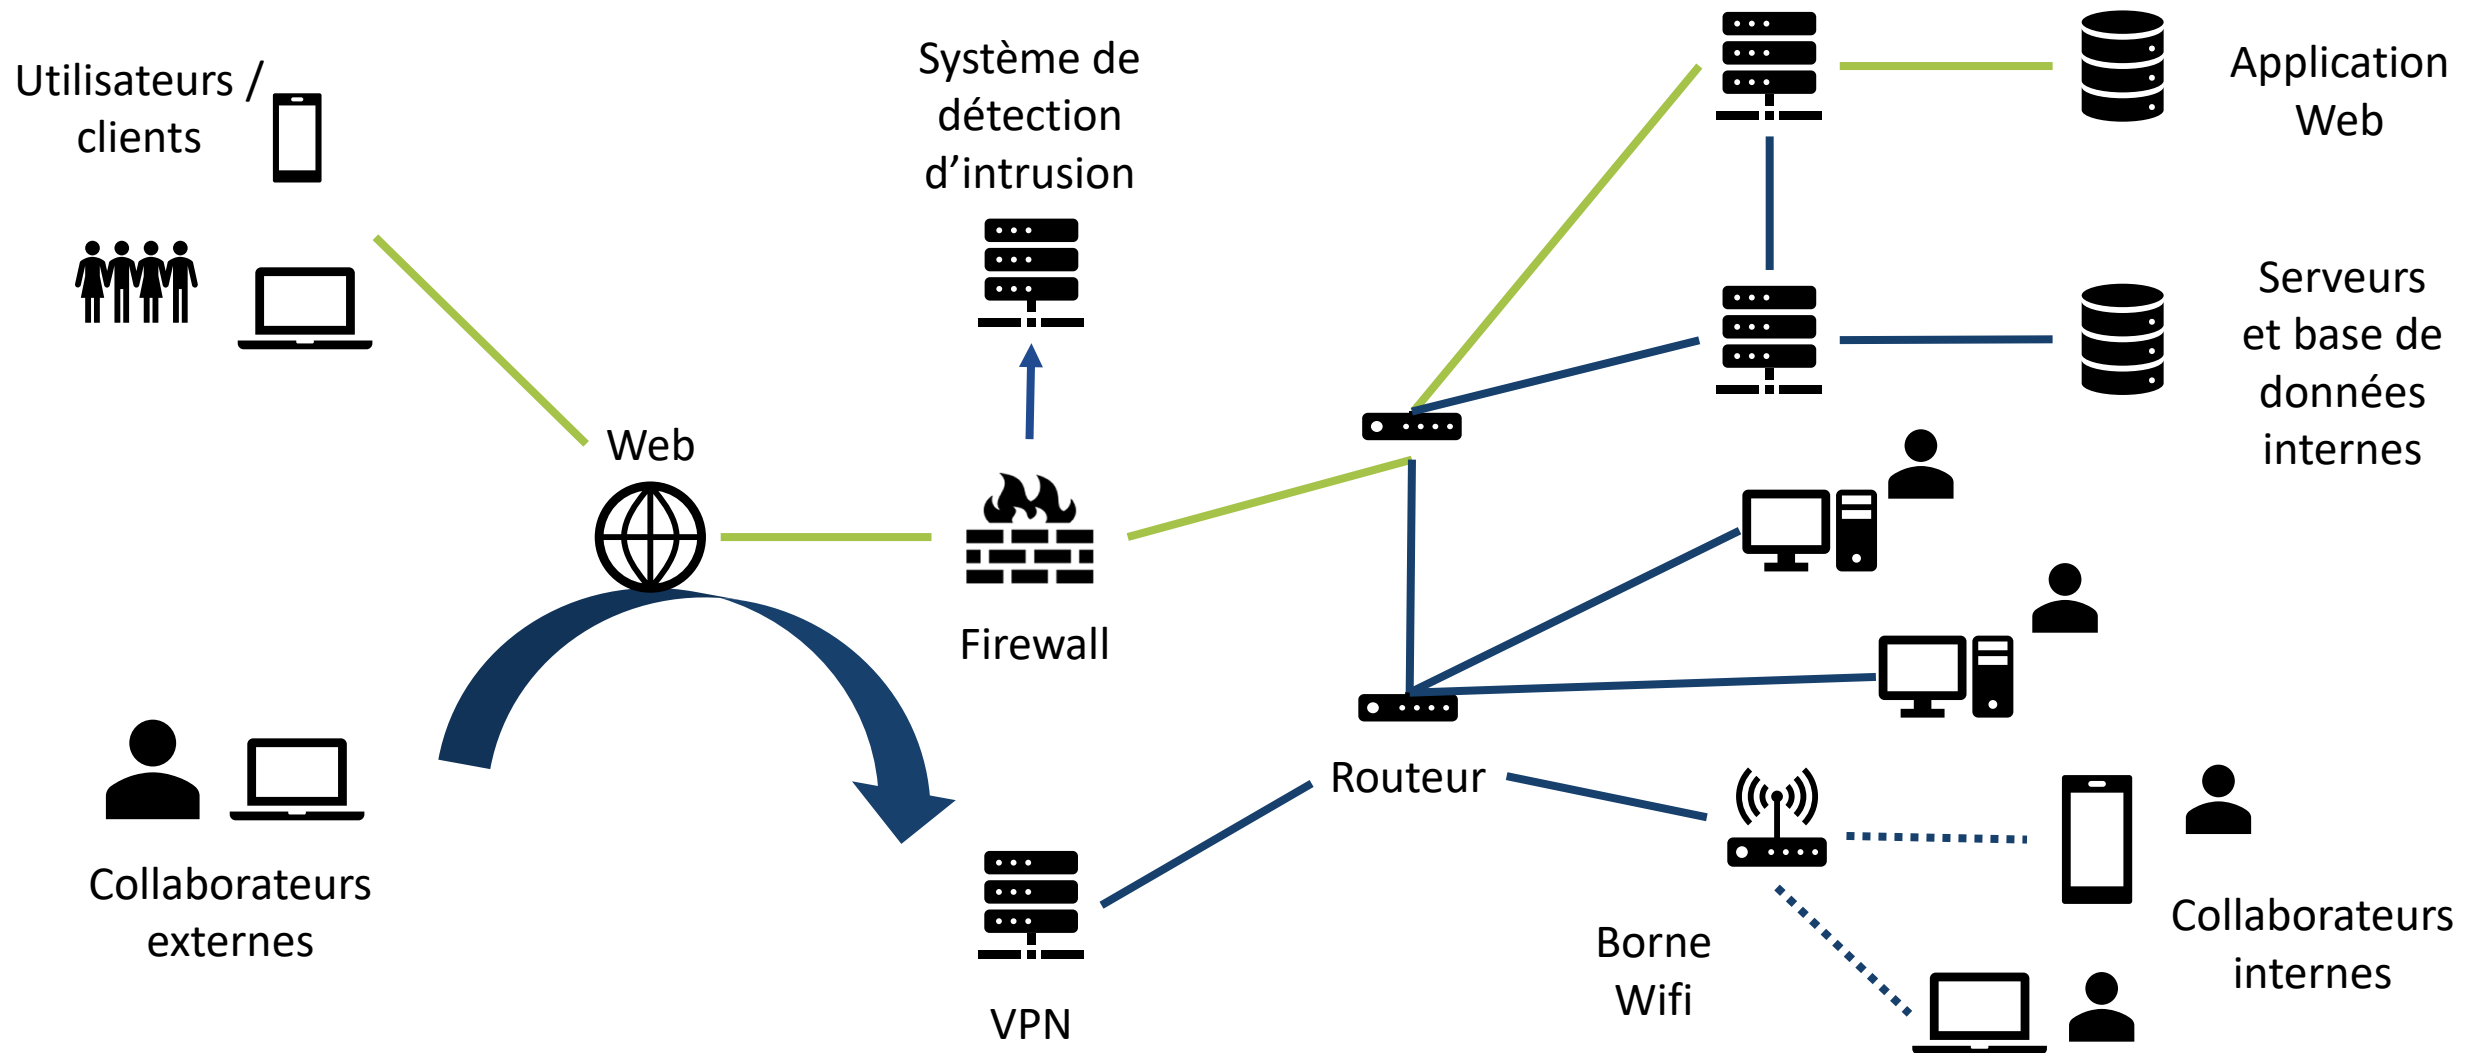 Utilisateurs /
clients
Système de
détection
d’intrusion
Application
Web
Serveurs
et base de
données
internes
Web
Firewall
Routeur
Collaborateurs
externes
VPN
Borne
Wifi
Collaborateurs
internes